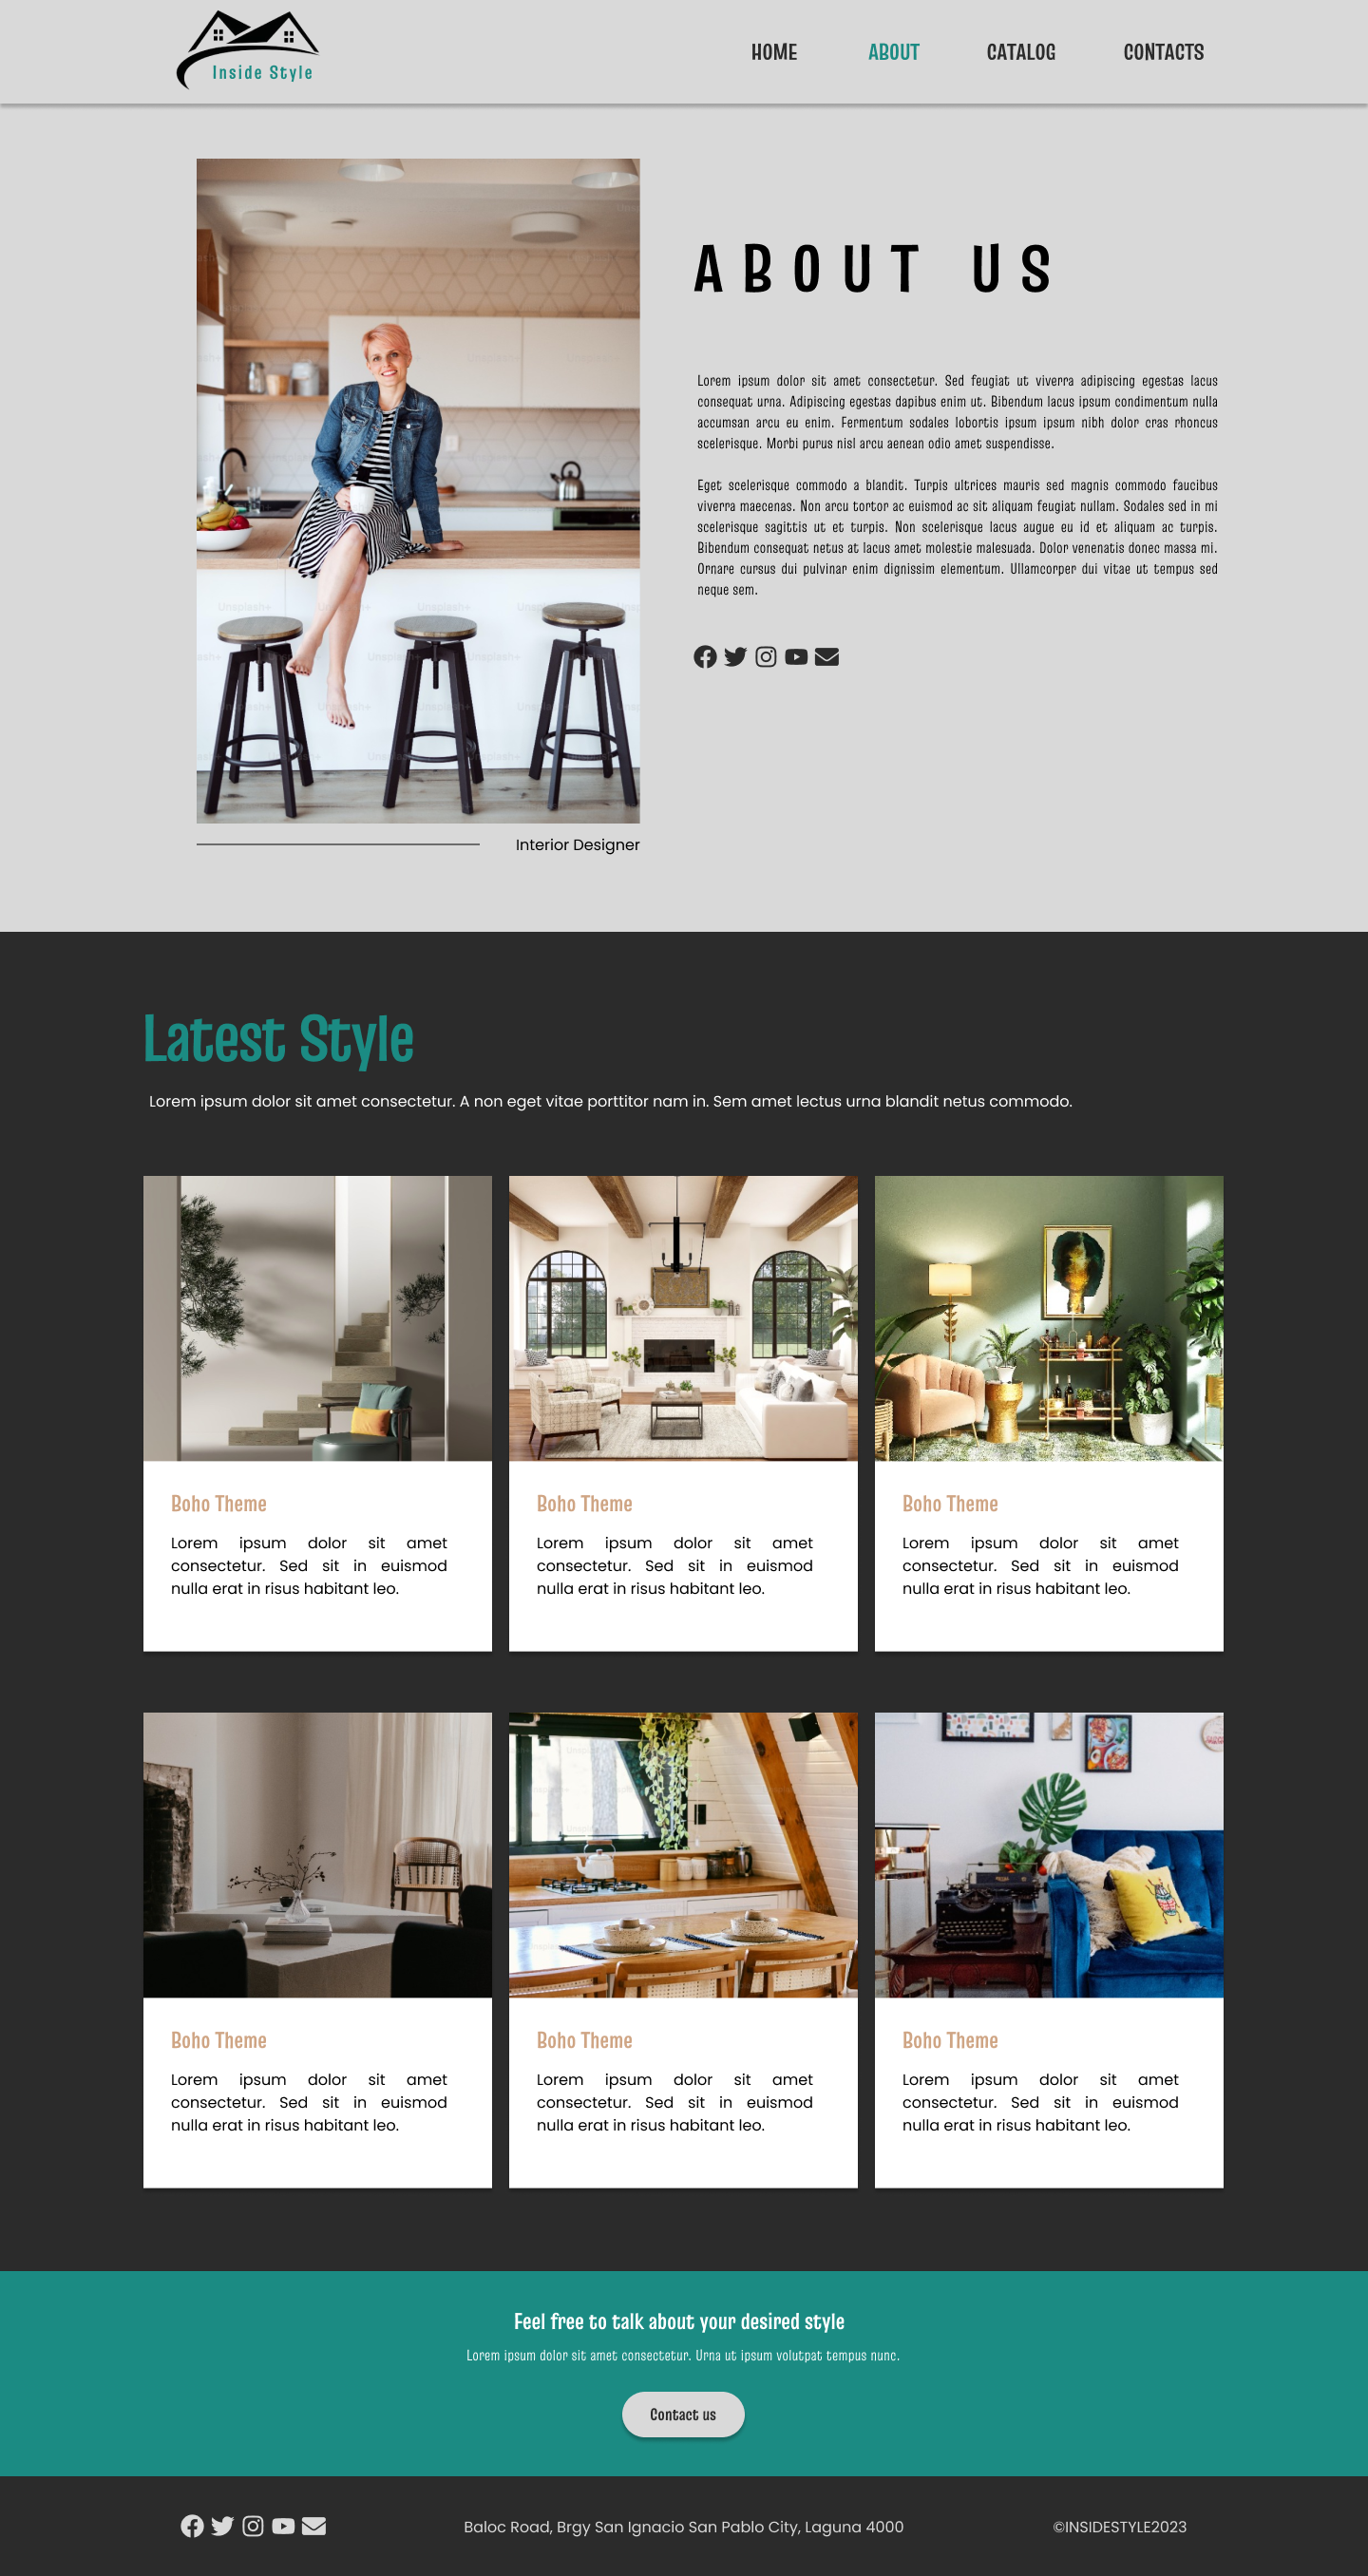 Inside Style
HOME ABOUT CATALOG CONTACTS
ABOUT US
Lorem ipsum dolor sit amet consectetur. Sed feugiat ut viverra adipiscing egestas lacus
consequat urna. Adipiscing egestas dapibus enim ut. Bibendum lacus ipsum condimentum nulla
accumsan arcu eu enim. Fermentum sodales lobortis ipsum ipsum nibh dolor cras rhoncus
scelerisque. Morbi purus nisl arcu aenean odio amet suspendisse.
Eget scelerisque commodo a blandit. Turpis ultrices mauris sed magnis commodo faucibus
viverra maecenas. Non arcu tortor ac euismod ac sit aliquam feugiat nullam. Sodales sed in mi
scelerisque sagittis ut et turpis. Non scelerisque lacus augue eu id et aliquam ac turpis.
Bibendum consequat netus at lacus amet molestie malesuada. Dolor venenatis donec massa mi.
Ornare cursus dui pulvinar enim dignissim elementum. Ullamcorper dui vitae ut tempus sed
neque sem.
Interior Designer
Latest Style
Lorem ipsum dolor sit amet consectetur. A non eget vitae porttitor nam in. Sem amet lectus urna blandit netus commodo.
Boho Theme
Lorem ipsum dolor sit amet
consectetur. Sed sit in euismod
nulla erat in risus habitant leo.
Boho Theme
Lorem ipsum dolor sit amet
consectetur. Sed sit in euismod
nulla erat in risus habitant leo.
Boho Theme
Lorem ipsum dolor sit amet
consectetur. Sed sit in euismod
nulla erat in risus habitant leo.
Boho Theme
Lorem ipsum dolor sit amet
consectetur. Sed sit in euismod
nulla erat in risus habitant leo.
Boho Theme
Lorem ipsum dolor sit amet
consectetur. Sed sit in euismod
nulla erat in risus habitant leo.
Boho Theme
Lorem ipsum dolor sit amet
consectetur. Sed sit in euismod
nulla erat in risus habitant leo.
Feel free to talk about your desired style
Lorem ipsum dolor sit amet consectetur. Urna ut ipsum volutpat tempus nunc.
Contact us
Baloc Road, Brgy San Ignacio San Pablo City, Laguna 4000
©INSIDESTYLE2023